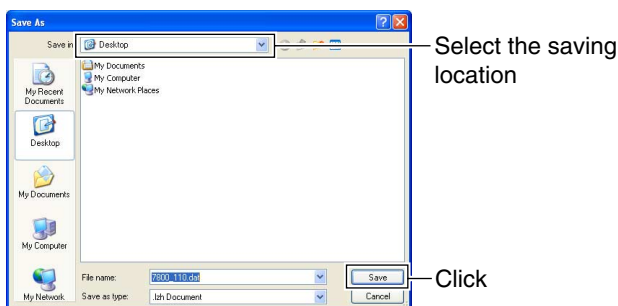 Save As
Save in
Desktop
Select the saving
location
My Documents
My Computer
My Network Places
My Recent
Documents
Desktop
My Documents
My Computer
My Network
File name:
7800_110.dat
Save
Click
Save as type:
.lzh Document
Cancel